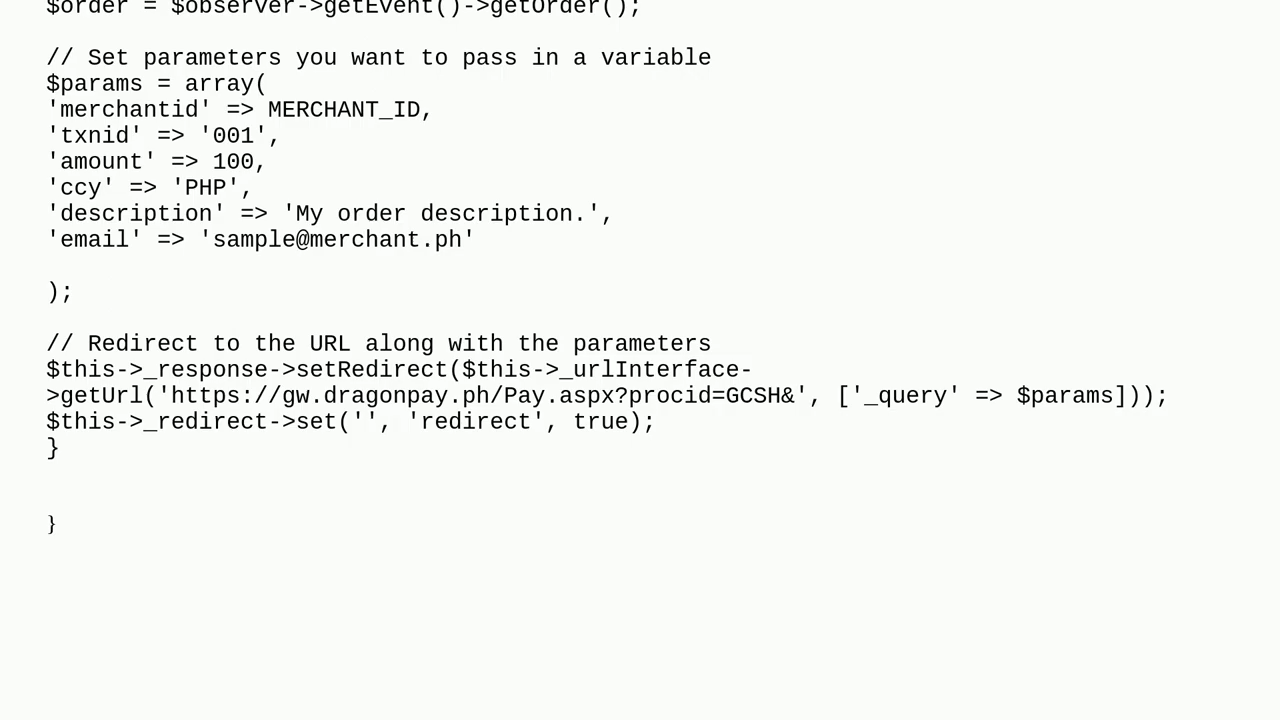 $order = $observer->getEvent()->getOrder();
// Set parameters you want to pass in a variable
$params = array(
'merchantid' => MERCHANT_ID,
'txnid' => '001',
'amount' => 100,
'ccy' => 'PHP',
'description' => 'My order description.',
'email' => 'sample@merchant.ph'
);
// Redirect to the URL along with the parameters
$this->_response->setRedirect($this->_urlInterface-
>getUrl('https://gw.dragonpay.ph/Pay.aspx?procid=GCSH&', ['_query' => $params]));
$this->_redirect->set('', 'redirect', true);
}
}